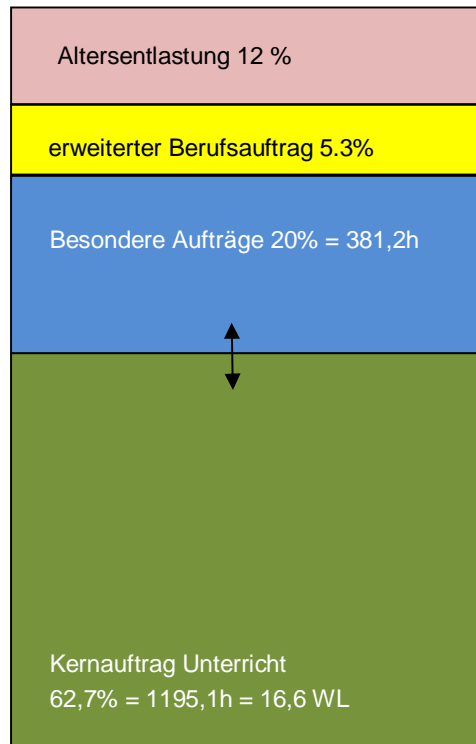 Altersentlastung 12 %
erweiterter Berufsauftrag 5.3%
Besondere Aufträge 20% = 381,2h
Kernauftrag Unterricht
62,7% = 1195,1h = 16,6 WL